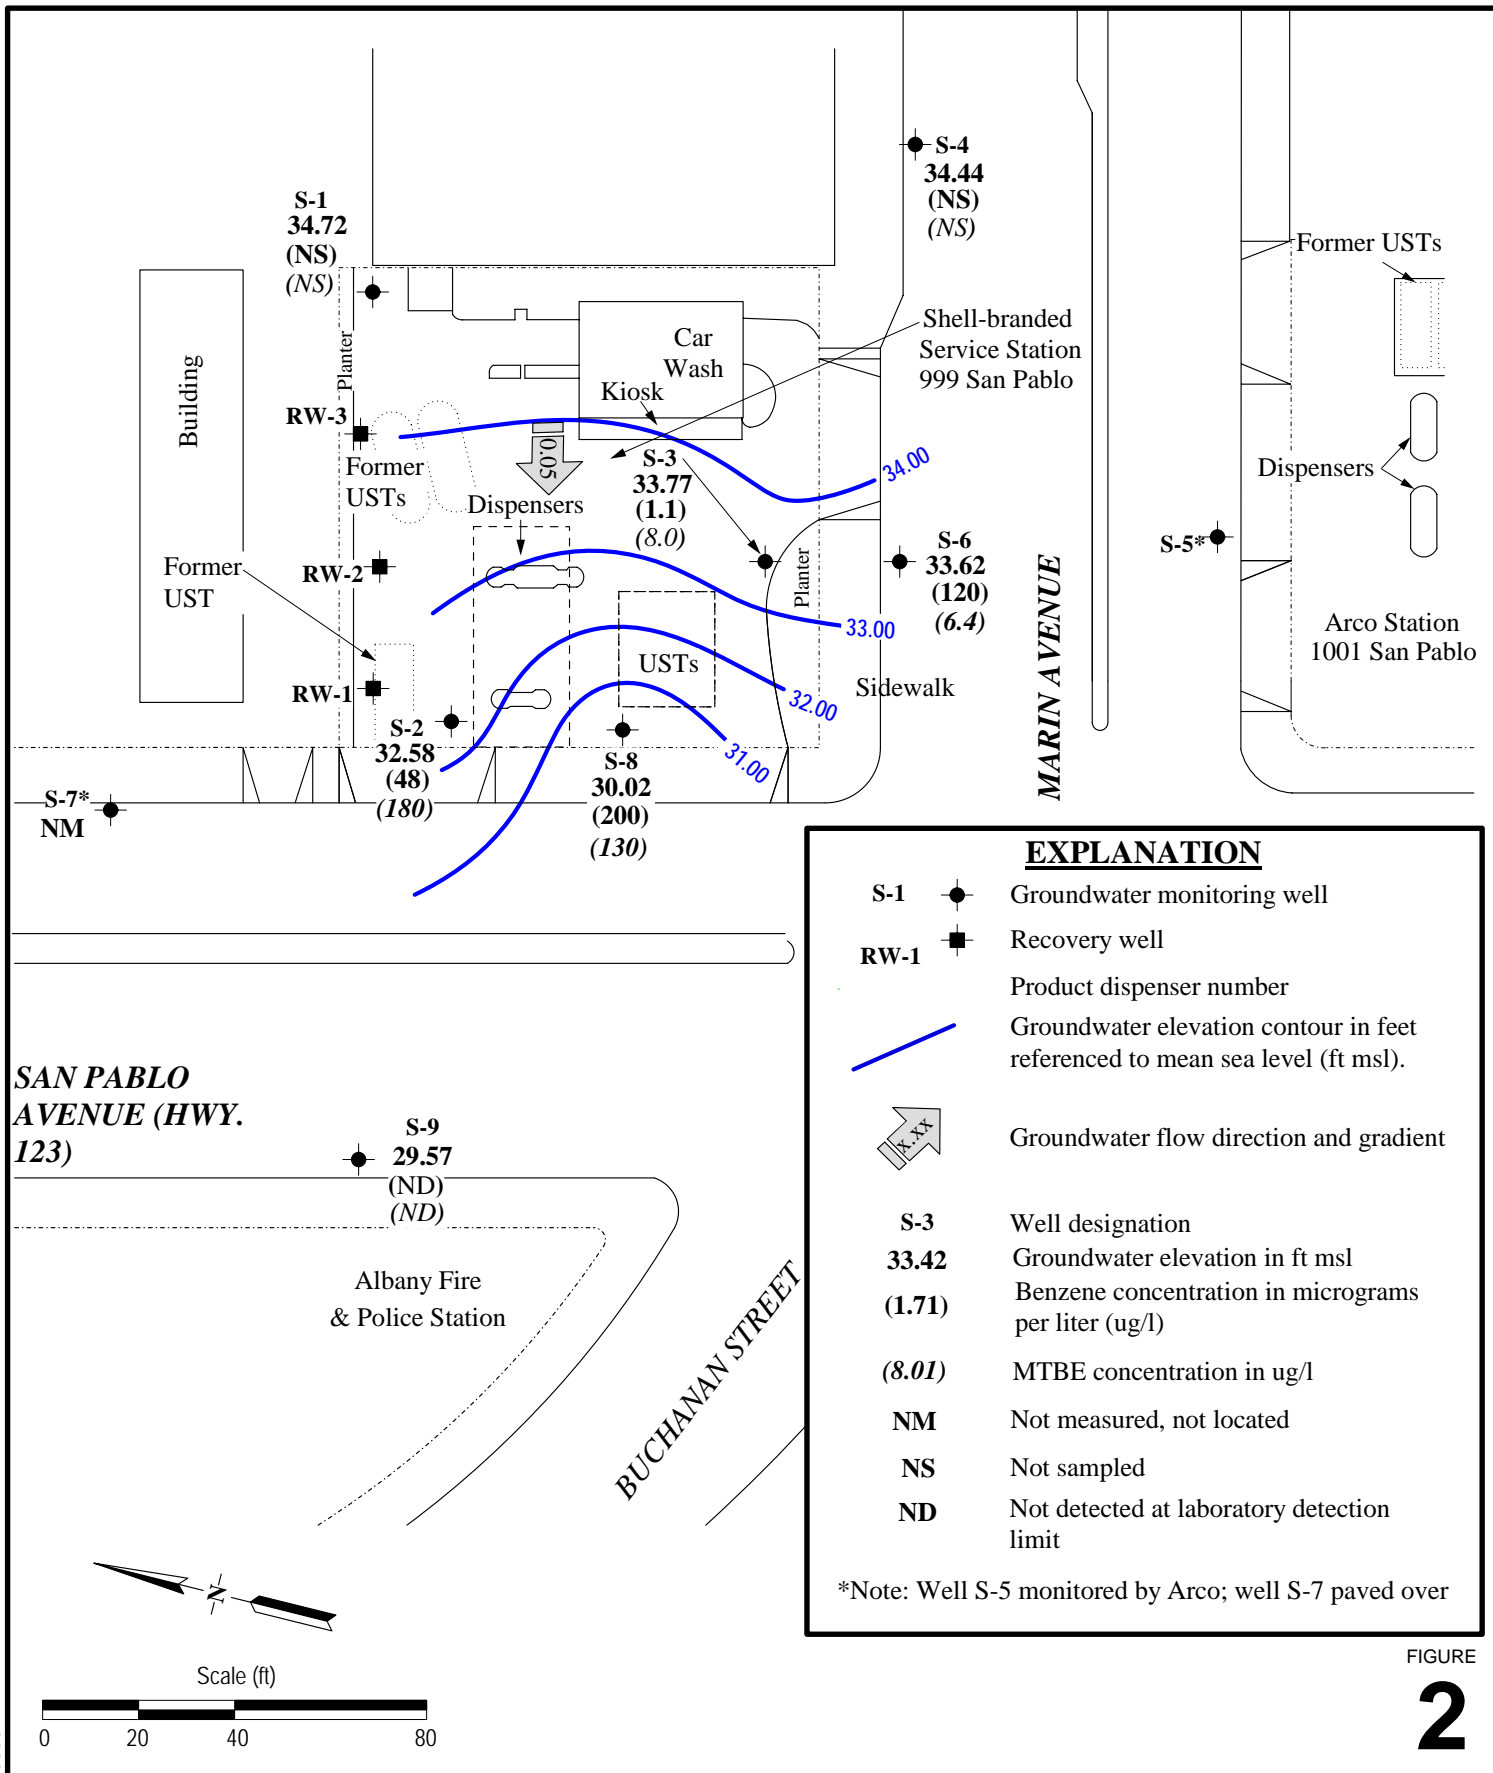 S-4
34.44
(NS)
(NS)
S-1
34.72
(NS)
(NS)
Former USTs
Shell-branded
Service Station
999 San Pablo
Car
Wash
Kiosk
Planter
Building
RW-3
Former
USTs
0.05
S-3
33.77
(1.1)
(8.0)
34.00
Dispensers
Dispensers
S-5*
S-6
33.62
(120)
(6.4)
Planter
RW-2
Former
UST
33.00
MARIN AVENUE
Arco Station
1001 San Pablo
USTs
Sidewalk
RW-1
32.00
S-2
32.58
(48)
(180)
31.00
S-8
30.02
(200)
(130)
S-7*
NM
SAN PABLO
AVENUE (HWY.
123)
S-9
29.57
(ND)
(ND)
Albany Fire
& Police Station
BUCHANAN STREET
EXPLANATION
S-1 Groundwater monitoring well
RW-1 Recovery well
Product dispenser number
Groundwater elevation contour in feet
referenced to mean sea level (ft msl).
x.xx Groundwater flow direction and gradient
S-3 Well designation
33.42 Groundwater elevation in ft msl
(1.71) Benzene concentration in micrograms
per liter (ug/l)
(8.01) MTBE concentration in ug/l
NM Not measured, not located
NS Not sampled
ND Not detected at laboratory detection
limit
*Note: Well S-5 monitored by Arco; well S-7 paved over
N
Scale (ft)
0 20 40 80
FIGURE
2